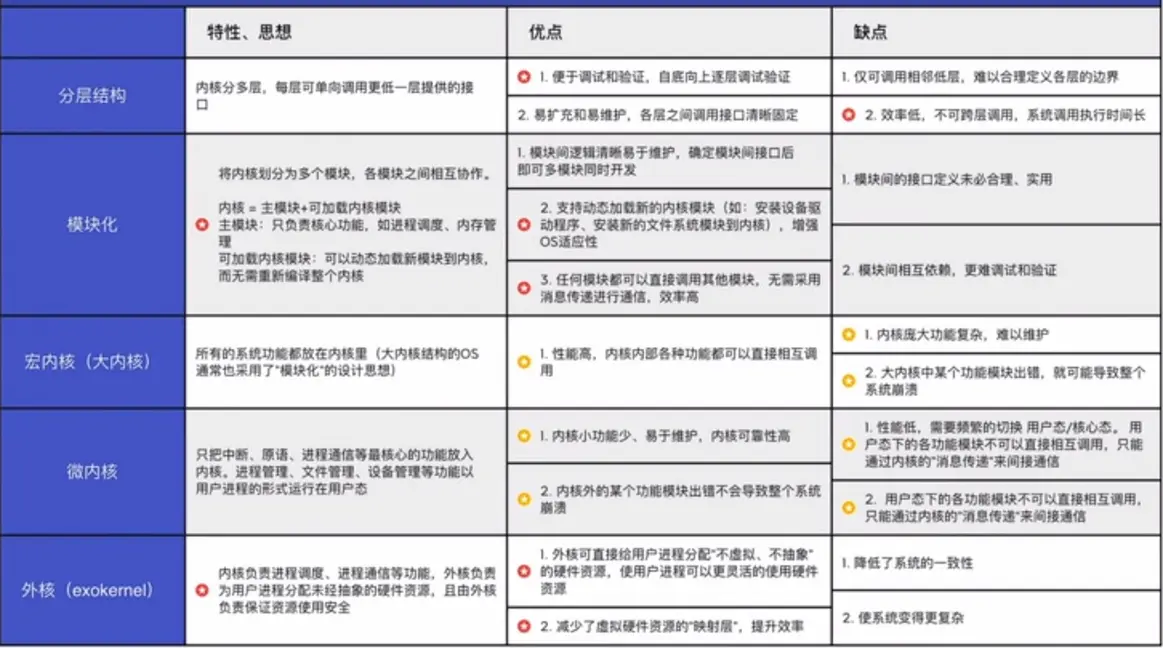 特性、思想
优点
缺点
分层结构
内核分多层，每层可单向调用更低一层提供的接
口
1. 便于调试和验证，自底向上逐层调试验证
2. 易扩充和易维护，各层之间调用接口清晰固定
1. 仅可调用相邻低层，难以合理定义各层的边界
2. 效率低，不可跨层调用，系统调用执行时间长
模块化
将内核划分为多个模块，各模块之间相互协作。
内核 = 主模块+可加载内核模块
主模块：只负责核心功能，如进程调度、内存管
理
可加载内核模块：可以动态加载新模块到内核，
而无需重新编译整个内核
1. 模块间逻辑清晰易于维护，确定模块间接口后
即可多模块同时开发
2. 支持动态加载新的内核模块（如：安装设备驱
动程序、安装新的文件系统模块到内核），增强
OS适应性
3. 任何模块都可以直接调用其他模块，无需采用
消息传递进行通信，效率高
1. 模块间的接口定义未必合理、实用
2. 模块间相互依赖，更难调试和验证
宏内核（大内核）
所有的系统功能都放在内核里（大内核结构的OS
通常也采用了"模块化"的设计思想）
1. 性能高，内核内部各种功能都可以直接相互调
用
1. 内核庞大功能复杂，难以维护
2. 大内核中某个功能模块出错，就可能导致整个
系统崩溃
微内核
只把中断、原语、进程通信等最核心的功能放入
内核。进程管理、文件管理、设备管理等功能以
用户进程的形式运行在用户态
1. 内核小功能少、易于维护，内核可靠性高
2. 内核外的某个功能模块出错不会导致整个系统
崩溃
1. 性能低，需要频繁的切换 用户态/核心态。 用
户态下的各功能模块不可以直接相互调用，只能
通过内核的"消息传递"来间接通信
2. 用户态下的各功能模块不可以直接相互调用，
只能通过内核的"消息传递"来间接通信
外核（exokernel）
内核负责进程调度、进程通信等功能，外核负责
为用户进程分配未经抽象的硬件资源，且由外核
负责保证资源使用安全
1. 外核可直接给用户进程分配"不虚拟、不抽象"
的硬件资源，使用户进程可以更灵活的使用硬件
资源
2. 减少了虚拟硬件资源的"映射层"，提升效率
1. 降低了系统的一致性
2. 使系统变得更复杂